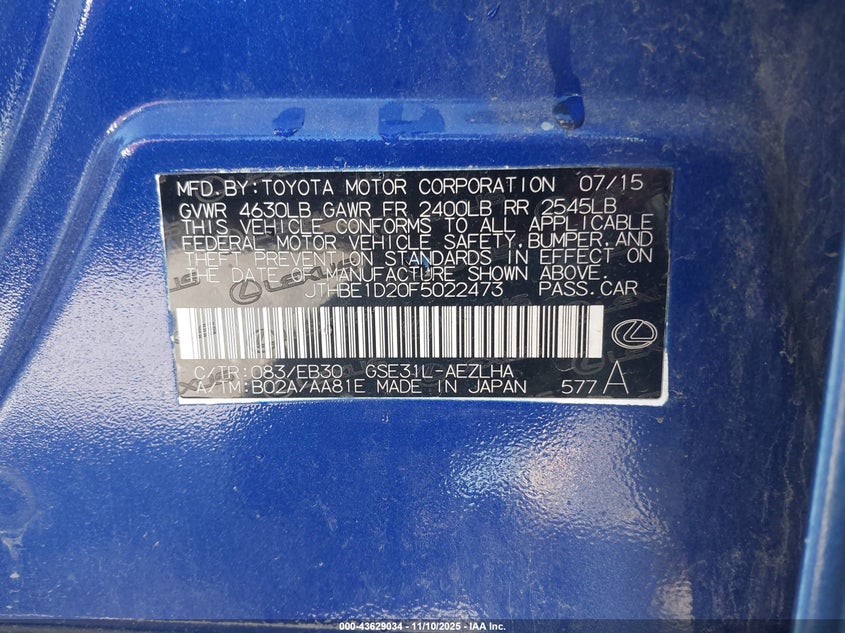 MFD. BY: TOYOTA MOTOR CORPORATION 07/15
GVWR 4630LB GAWR FR 2400LB RR 2545LB
THIS VEHICLE CONFORMS TO ALL APPLICABLE
FEDERAL MOTOR VEHICLE SAFETY, BUMPER, AND
THEFT PREVENTION STANDARDS IN EFFECT ON
THE DATE OF MANUFACTURE SHOWN ABOVE.
JTHBE1D20F5022473 PASS. CAR
C/TR: 083/EB30 GSE31L-AEZLHA
A/TM: B02A/AA81E MADE IN JAPAN 577 A
000-43629034 - 11/10/2025 - IAA Inc.